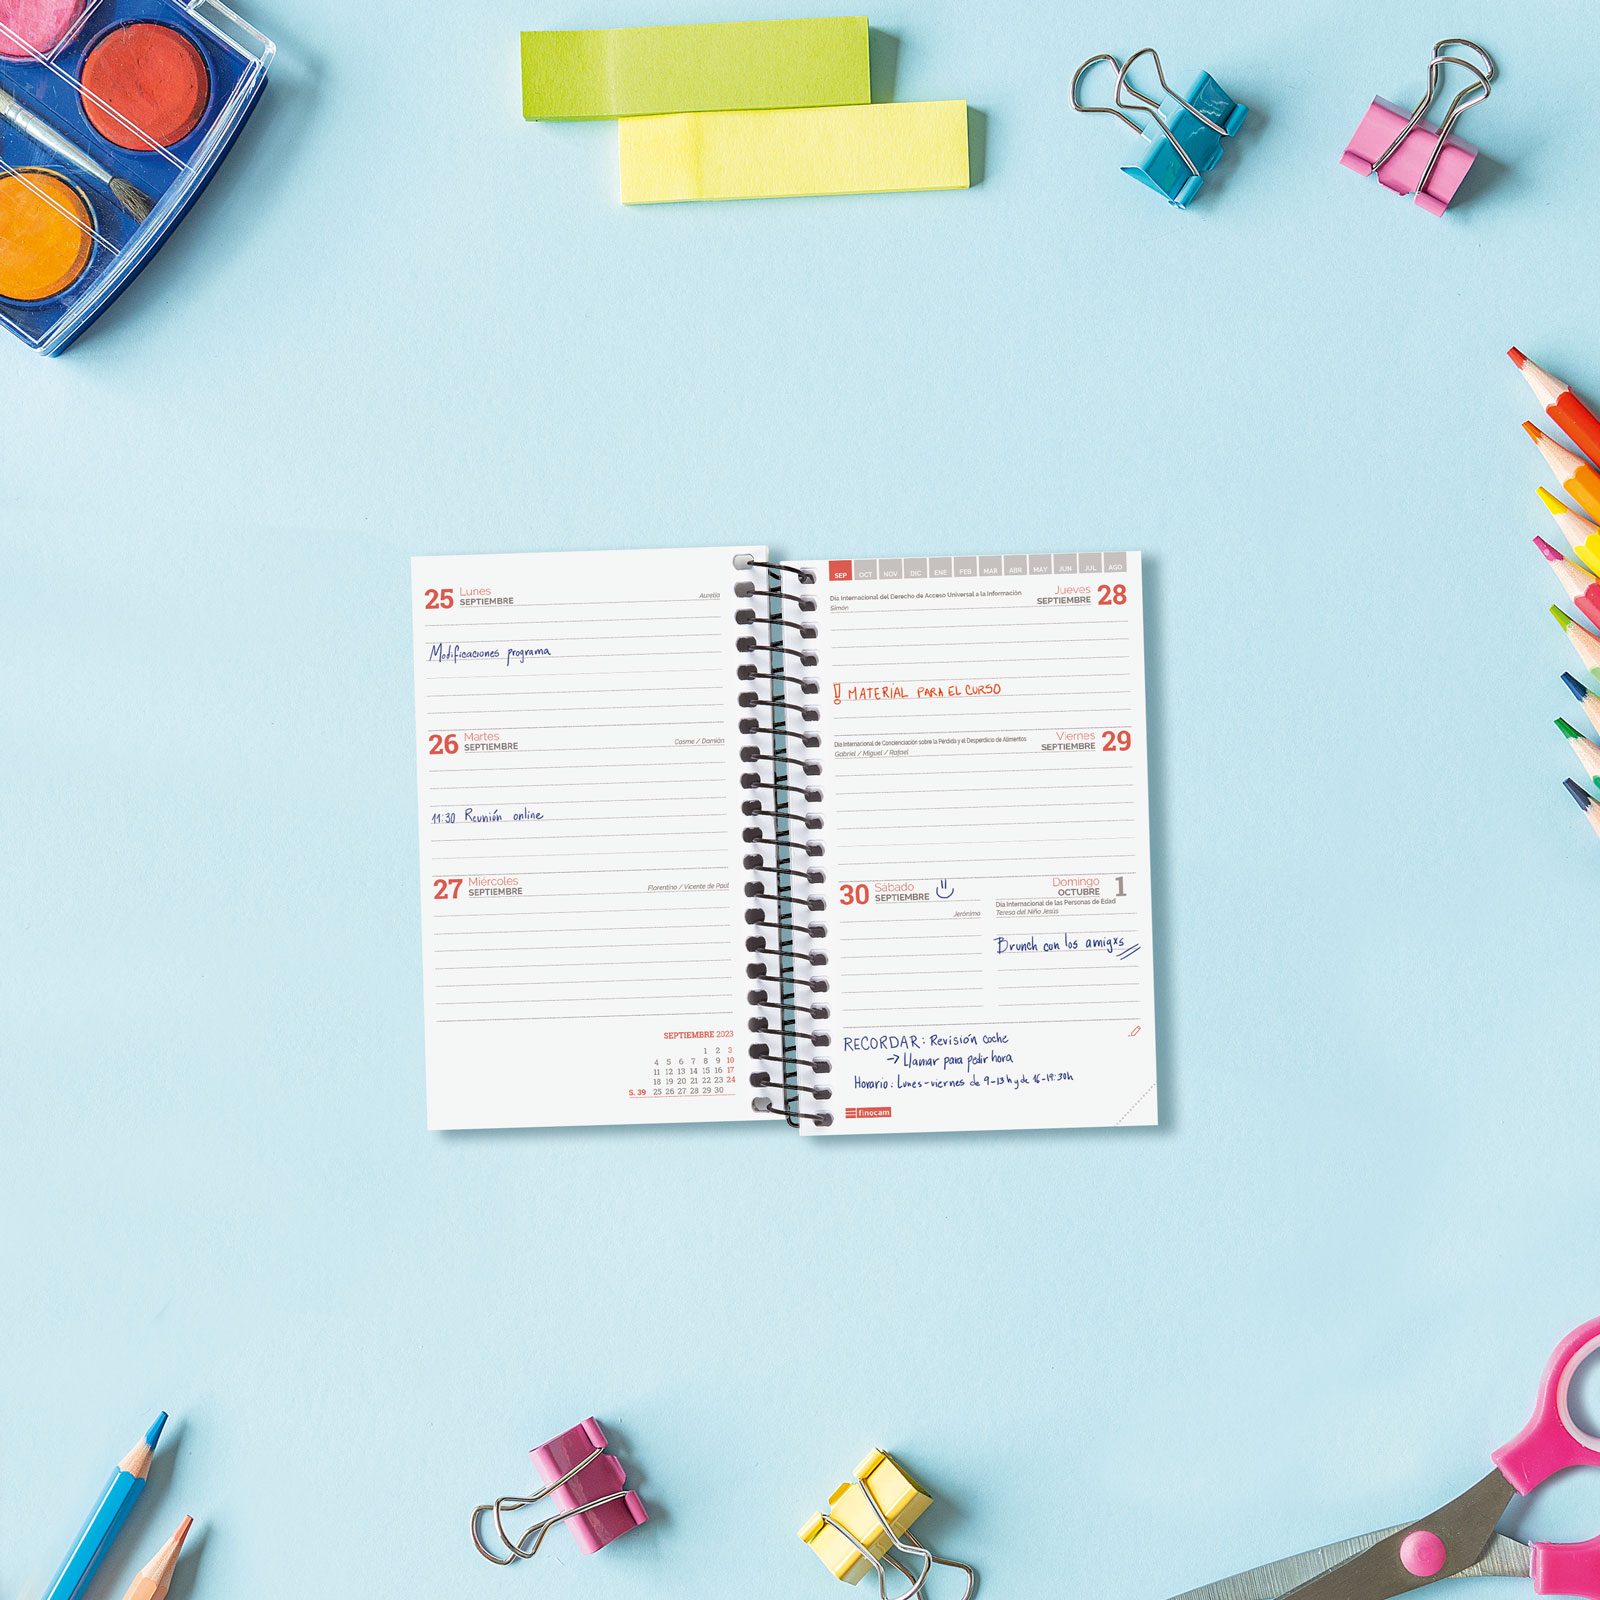 25 Lunes
SEPTIEMBRE
Aurelia
Modificaciones programa
26 Martes
SEPTIEMBRE
Cosme / Damián
11:30 Reunión online
27 Miércoles
SEPTIEMBRE
Florentino / Vicente de Paúl
SEPTIEMBRE 2023
1 2 3
4 5 6 7 8 9 10
11 12 13 14 15 16 17
18 19 20 21 22 23 24
S. 39 25 26 27 28 29 30
SEP OCT NOV DIC ENE FEB MAR ABR MAY JUN JUL AGO
Día Internacional del Derecho de Acceso Universal a la Información
Simón
Jueves 28
SEPTIEMBRE
! MATERIAL PARA EL CURSO
Día Internacional de Concienciación sobre la Pérdida y el Desperdicio de Alimentos
Gabriel / Miguel / Rafael
Viernes 29
SEPTIEMBRE
30 Sábado
SEPTIEMBRE
Jerónimo
Domingo 1
OCTUBRE
Día Internacional de las Personas de Edad
Teresa del Niño Jesús
Brunch con los amigxs
RECORDAR: Revisión coche
→ Llamar para pedir hora
Horario: Lunes-viernes de 9-13h y de 16-19:30h
finocam